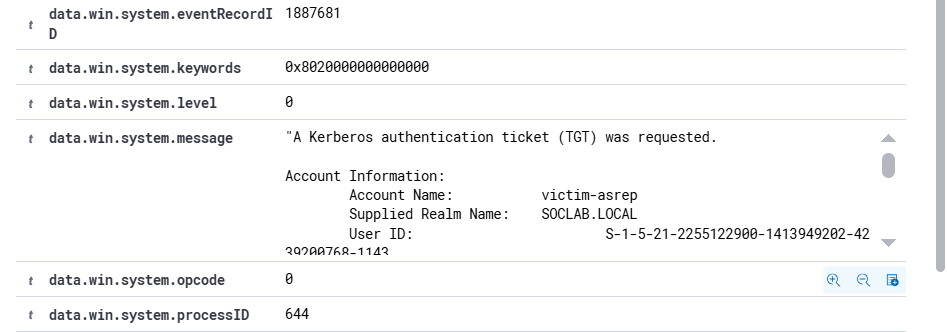 t data.win.system.eventRecordI 1887681
D
t data.win.system.keywords 0x8020000000000000
t data.win.system.level 0
t data.win.system.message "A Kerberos authentication ticket (TGT) was requested.
Account Information:
Account Name: victim-asrep
Supplied Realm Name: SOCLAB.LOCAL
User ID: S-1-5-21-2255122900-1413949202-42
39200768-1143
t data.win.system.opcode 0
t data.win.system.processID 644